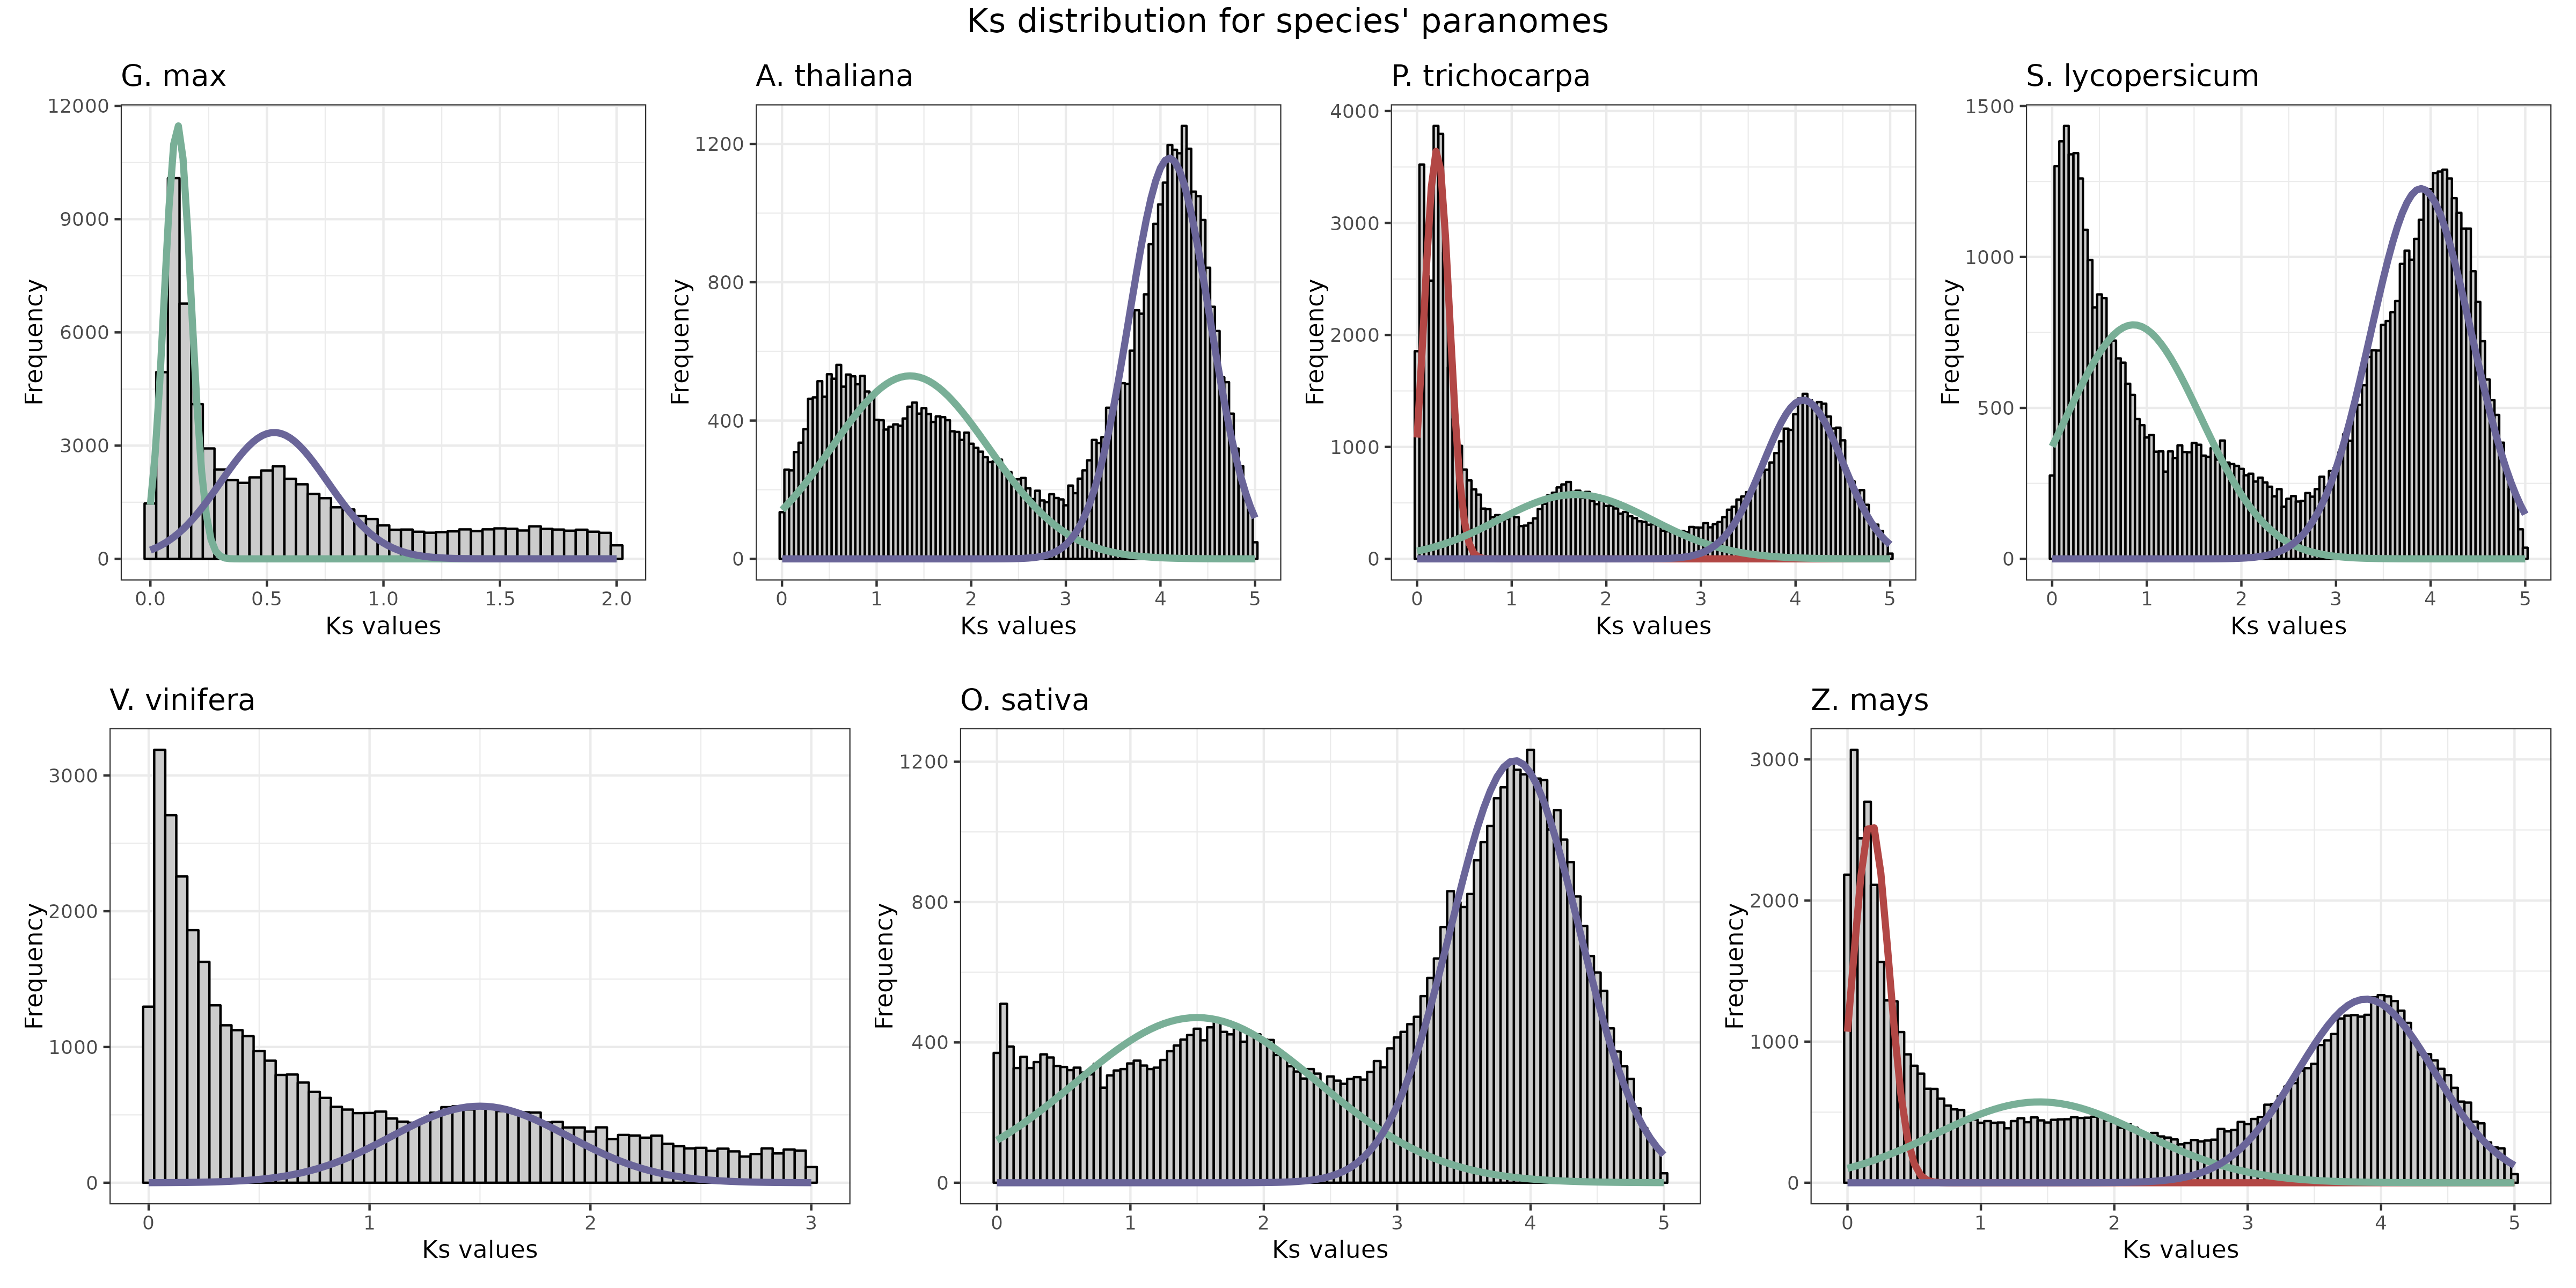 Ks distribution for species' paranomes
G. max
A. thaliana
P. trichocarpa
S. lycopersicum
Frequency
12000
9000
6000
3000
0
0.0 0.5 1.0 1.5 2.0
Ks values
Frequency
1200
800
400
0
0 1 2 3 4 5
Ks values
Frequency
4000
3000
2000
1000
0
0 1 2 3 4 5
Ks values
Frequency
1500
1000
500
0
0 1 2 3 4 5
Ks values
V. vinifera
O. sativa
Z. mays
Frequency
3000
2000
1000
0
0 1 2 3
Ks values
Frequency
1200
800
400
0
0 1 2 3 4 5
Ks values
Frequency
3000
2000
1000
0
0 1 2 3 4 5
Ks values